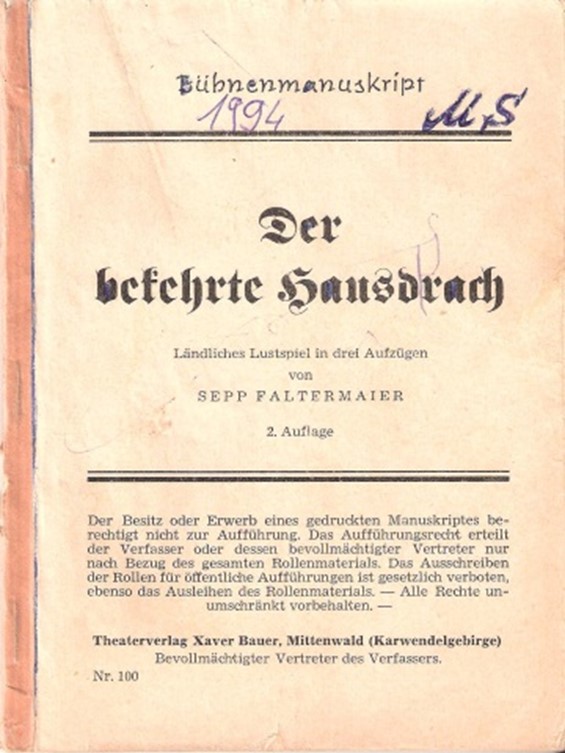 Bühnenmanuskript
1994 M,S
Der
bekehrte Hausdrach
Ländliches Lustspiel in drei Aufzügen
von
SEPP FALTERMAIER
2. Auflage
Der Besitz oder Erwerb eines gedruckten Manuskriptes be-
rechtigt nicht zur Aufführung. Das Aufführungsrecht erteilt
der Verfasser oder dessen bevollmächtigter Vertreter nur
nach Bezug des gesamten Rollenmaterials. Das Ausschreiben
der Rollen für öffentliche Aufführungen ist gesetzlich verboten,
ebenso das Ausleihen des Rollenmaterials. — Alle Rechte un-
umschränkt vorbehalten. —
Theaterverlag Xaver Bauer, Mittenwald (Karwendelgebirge)
Bevollmächtigter Vertreter des Verfassers.
Nr. 100